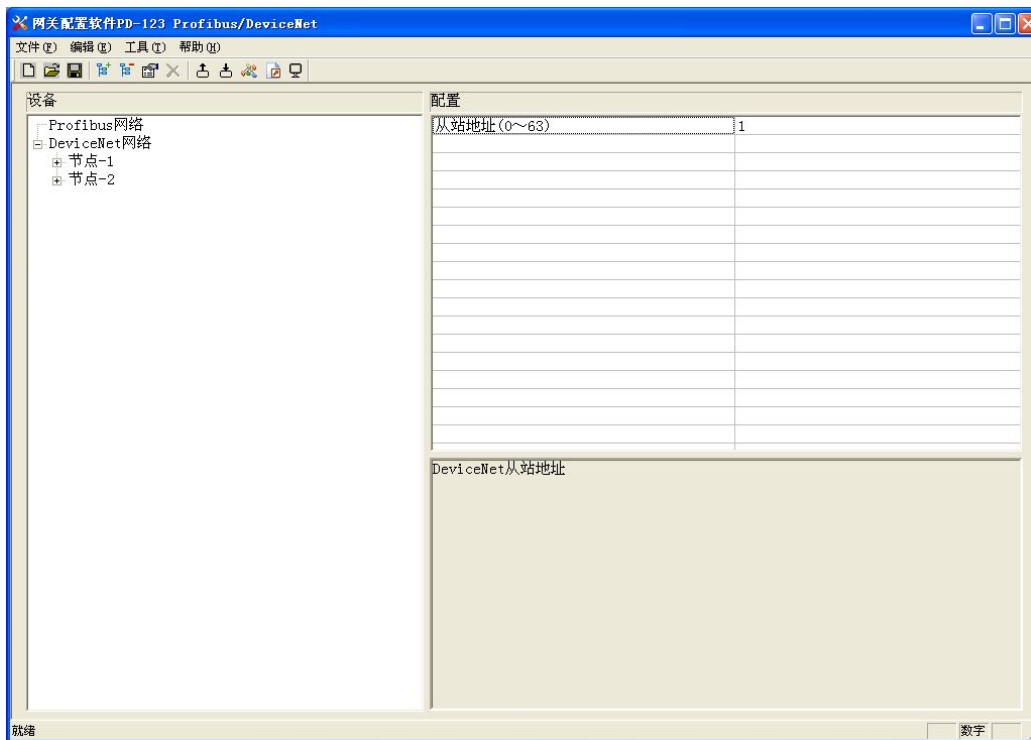 网关配置软件PD-123 Profibus/DeviceNet
文件(F) 编辑(E) 工具(T) 帮助(H)
设备
Profibus网络
DeviceNet网络
节点-1
节点-2
配置
从站地址(0～63) 1
DeviceNet从站地址
就绪 数字